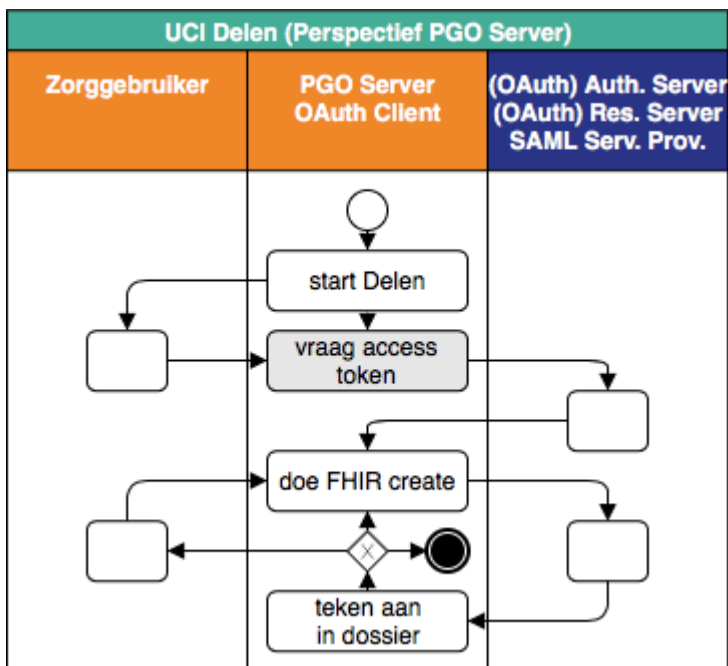 UCI Delen (Perspectief PGO Server)
Zorggebruiker
PGO Server
OAuth Client
(OAuth) Auth. Server
(OAuth) Res. Server
SAML Serv. Prov.
start Delen
vraag access
token
doe FHIR create
X
teken aan
in dossier